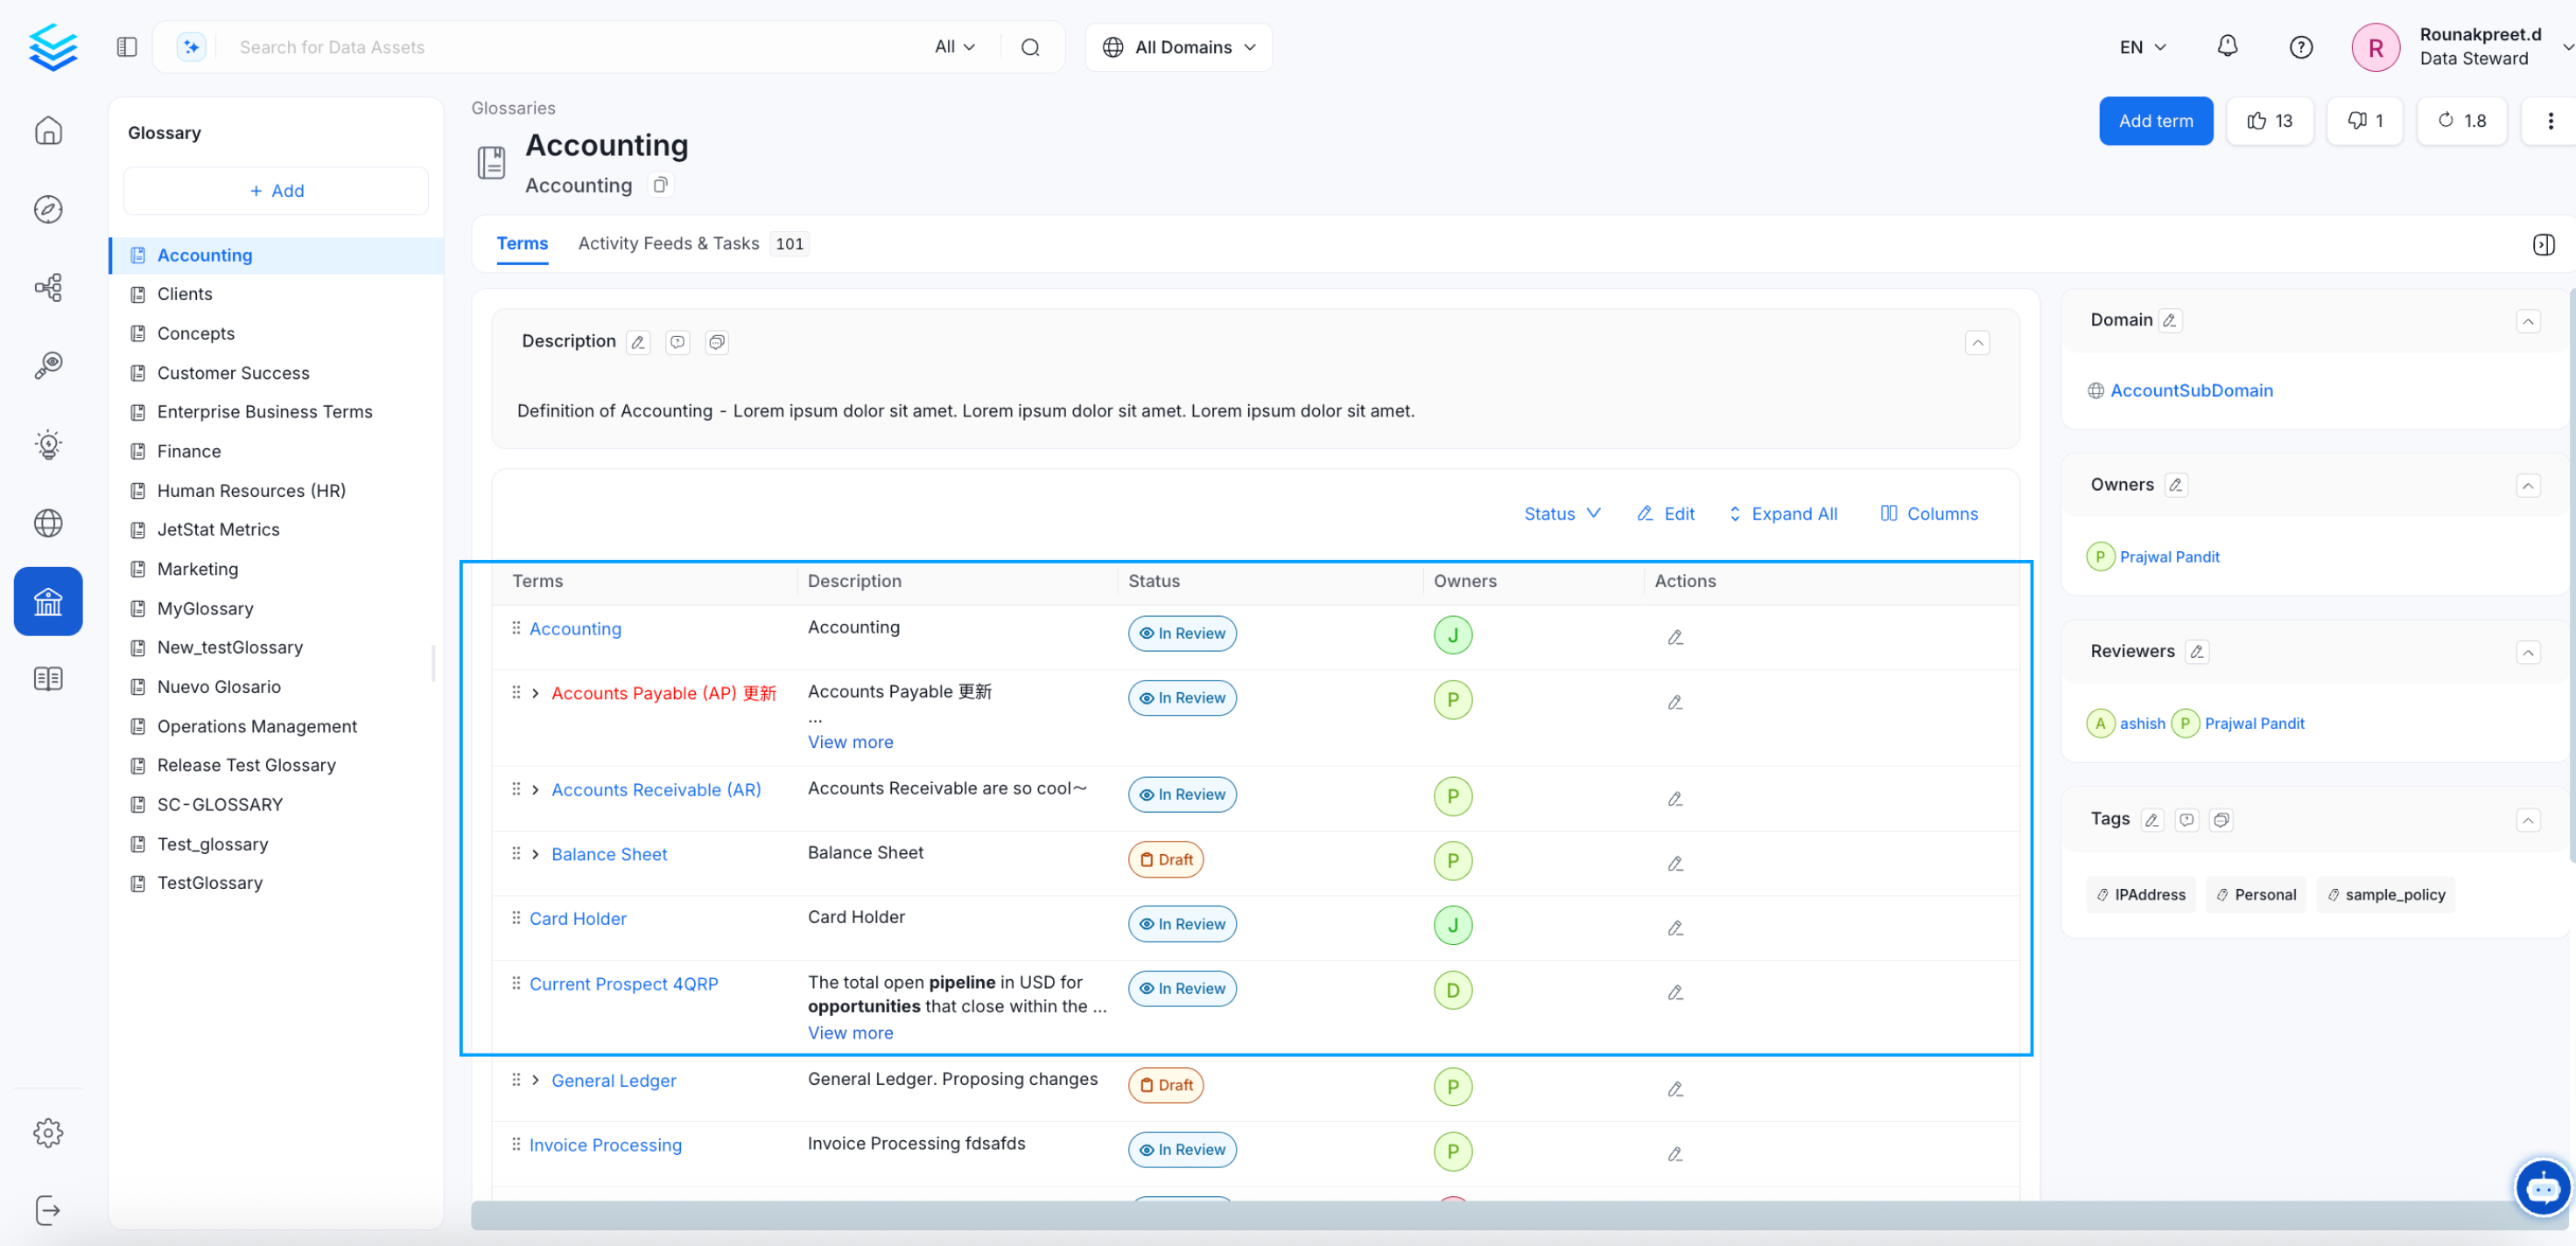 Search for Data Assets
All
All Domains
EN
R
Rounakpreet.d
Data Steward
Glossary
+ Add
Accounting
Clients
Concepts
Customer Success
Enterprise Business Terms
Finance
Human Resources (HR)
JetStat Metrics
Marketing
MyGlossary
New_testGlossary
Nuevo Glosario
Operations Management
Release Test Glossary
SC-GLOSSARY
Test_glossary
TestGlossary
Glossaries
Accounting
Accounting
Add term
13
1
1.8
Terms
Activity Feeds & Tasks 101
Description
Definition of Accounting - Lorem ipsum dolor sit amet. Lorem ipsum dolor sit amet. Lorem ipsum dolor sit amet.
Status
Edit
Expand All
Columns
Terms Description Status Owners Actions
Accounting Accounting In Review J
Accounts Payable (AP) 更新 Accounts Payable 更新 In Review P
...
View more
Accounts Receivable (AR) Accounts Receivable are so cool~ In Review P
Balance Sheet Balance Sheet Draft P
Card Holder Card Holder In Review J
Current Prospect 4QRP The total open pipeline in USD for In Review D
opportunities that close within the ...
View more
General Ledger General Ledger. Proposing changes Draft P
Invoice Processing Invoice Processing fdsafds In Review P
Domain
AccountSubDomain
Owners
P Prajwal Pandit
Reviewers
A ashish P Prajwal Pandit
Tags
IPAddress Personal sample_policy